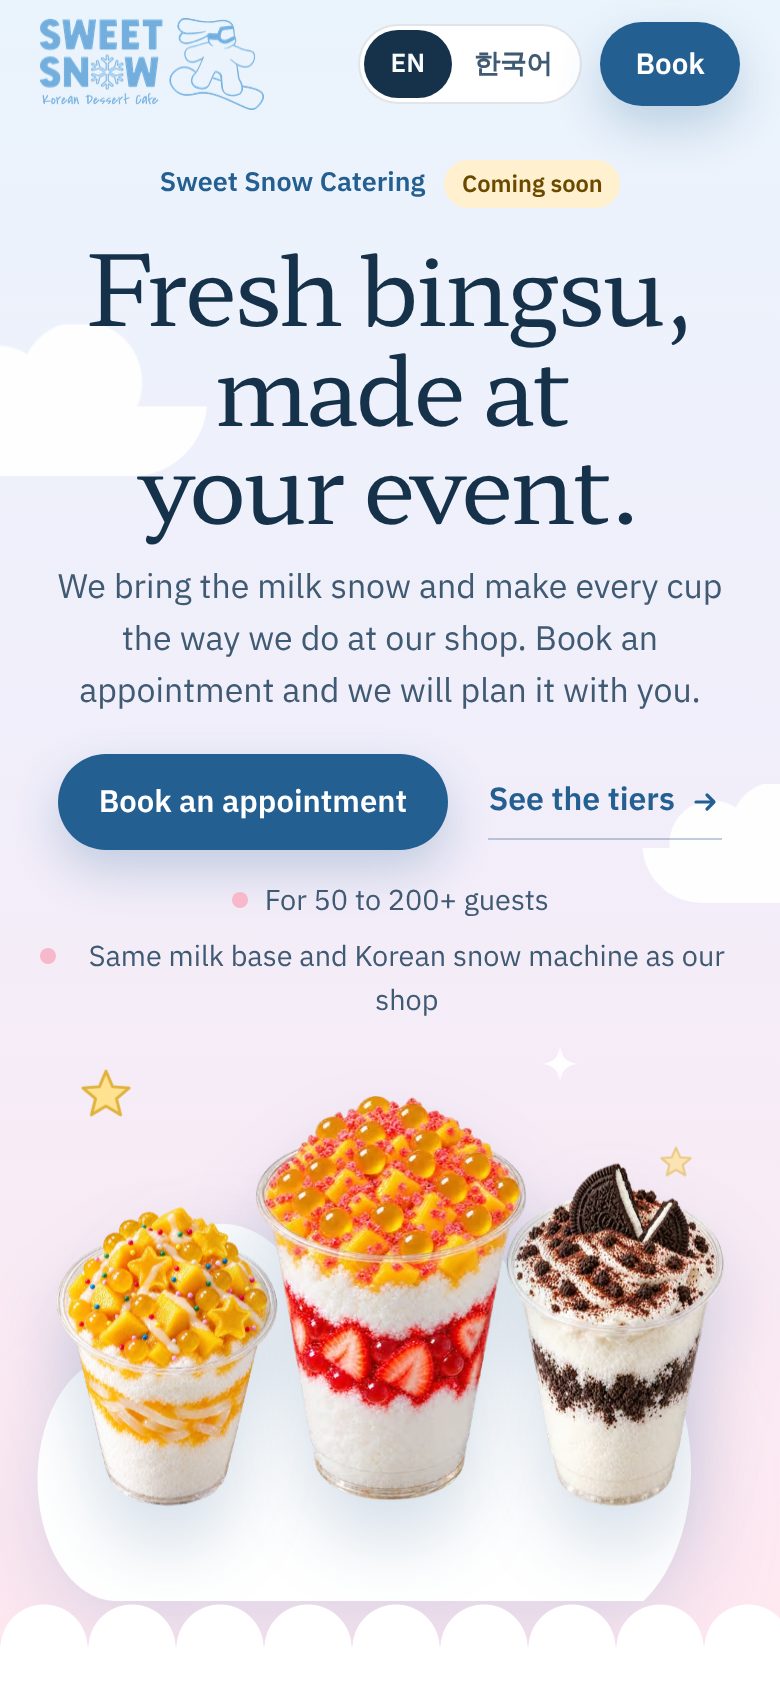 SWEET
SNOW
Korean Dessert Cafe
EN
한국어
Book
Sweet Snow Catering
Coming soon
Fresh bingsu,
made at
your event.
We bring the milk snow and make every cup
the way we do at our shop. Book an
appointment and we will plan it with you.
Book an appointment
See the tiers →
For 50 to 200+ guests
Same milk base and Korean snow machine as our
shop